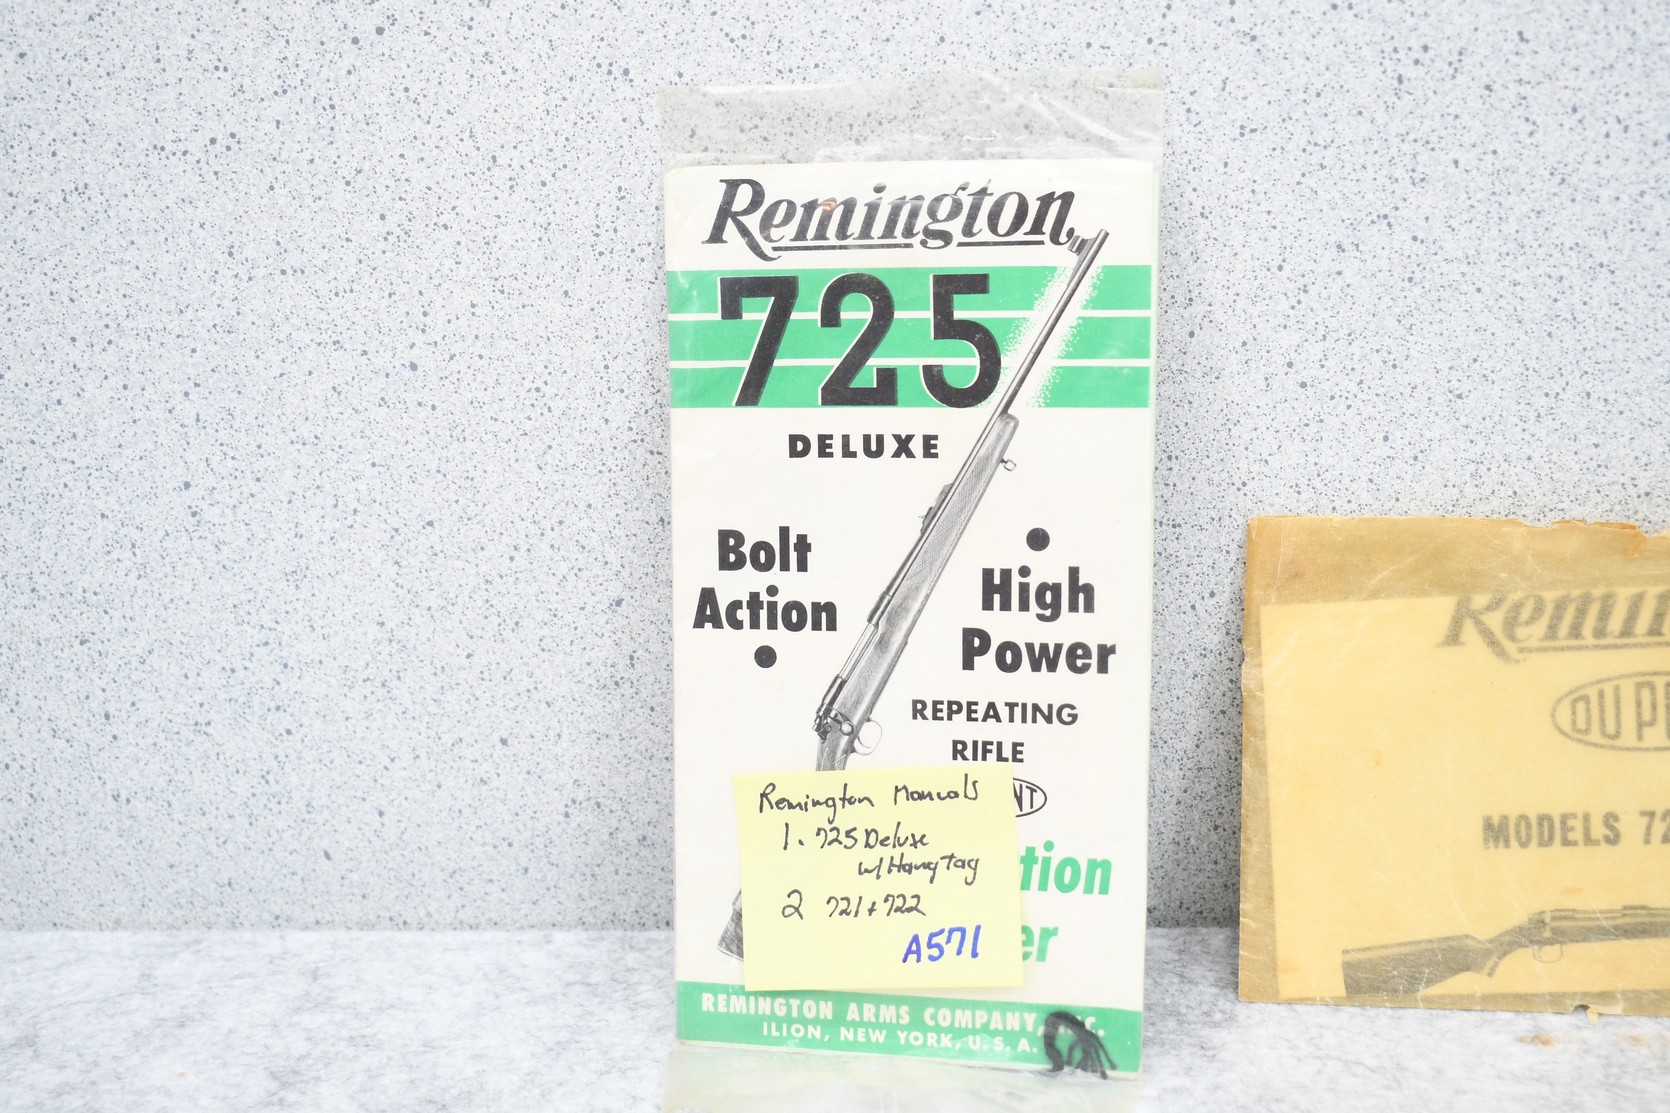 Remington
725
DELUXE
Bolt
Action
High
Power
REPEATING
RIFLE
Remington Manuals
1. 725 Deluxe
w/ Hang Tag
2 721 + 722
A571
REMINGTON ARMS COMPANY,
ILION, NEW YORK, U.S.A.
MODELS